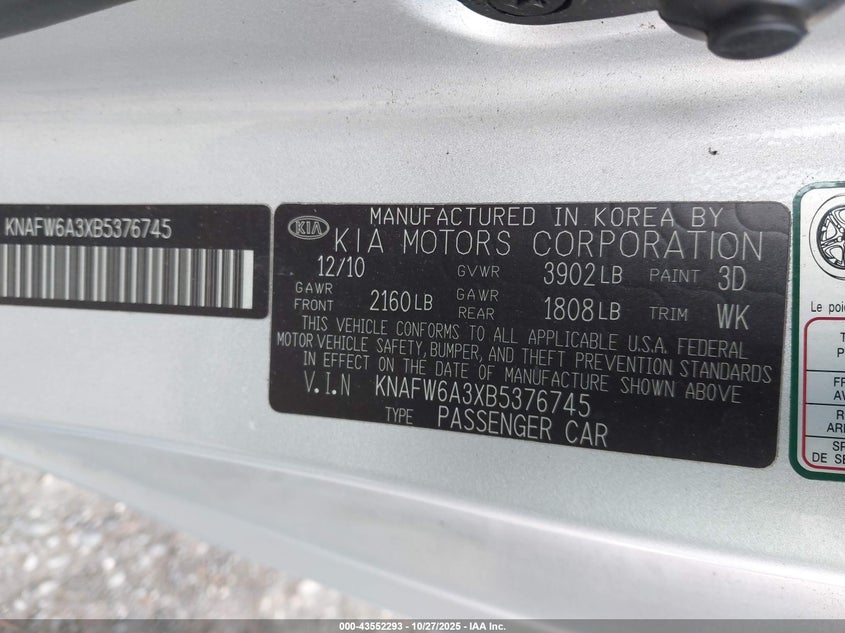 KNAFW6A3XB5376745
KIA
MANUFACTURED IN KOREA BY
KIA MOTORS CORPORATION
12/10 GVWR 3902LB PAINT 3D
GAWR FRONT 2160LB GAWR REAR 1808LB TRIM WK
THIS VEHICLE CONFORMS TO ALL APPLICABLE U.S.A. FEDERAL
MOTOR VEHICLE SAFETY, BUMPER, AND THEFT PREVENTION STANDARDS
IN EFFECT ON THE DATE OF MANUFACTURE SHOWN ABOVE
V.I.N KNAFW6A3XB5376745
TYPE PASSENGER CAR
Le
DE
000-43552293 - 10/27/2025 - IAA Inc.